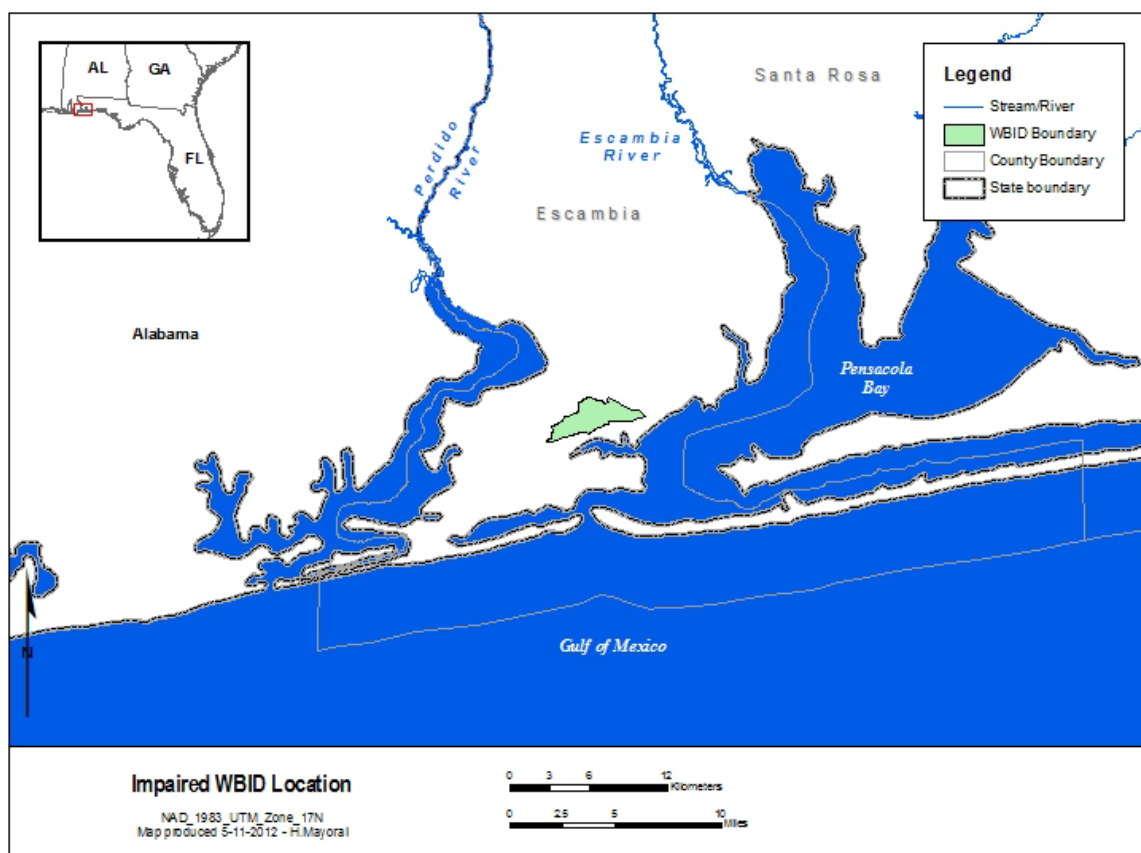 AL
GA
FL
Perdido
River
Escambia
River
Santa Rosa
Escambia
Alabama
Pensacola
Bay
Gulf of Mexico
N
Legend
Stream/River
WBID Boundary
County Boundary
State boundary
Impaired WBID Location
NAD_1983_UTM_Zone_17N
Map produced 5-11-2012 - H.Mayoral
0 3 6 12
Kilometers
0 2.5 5 10
Miles